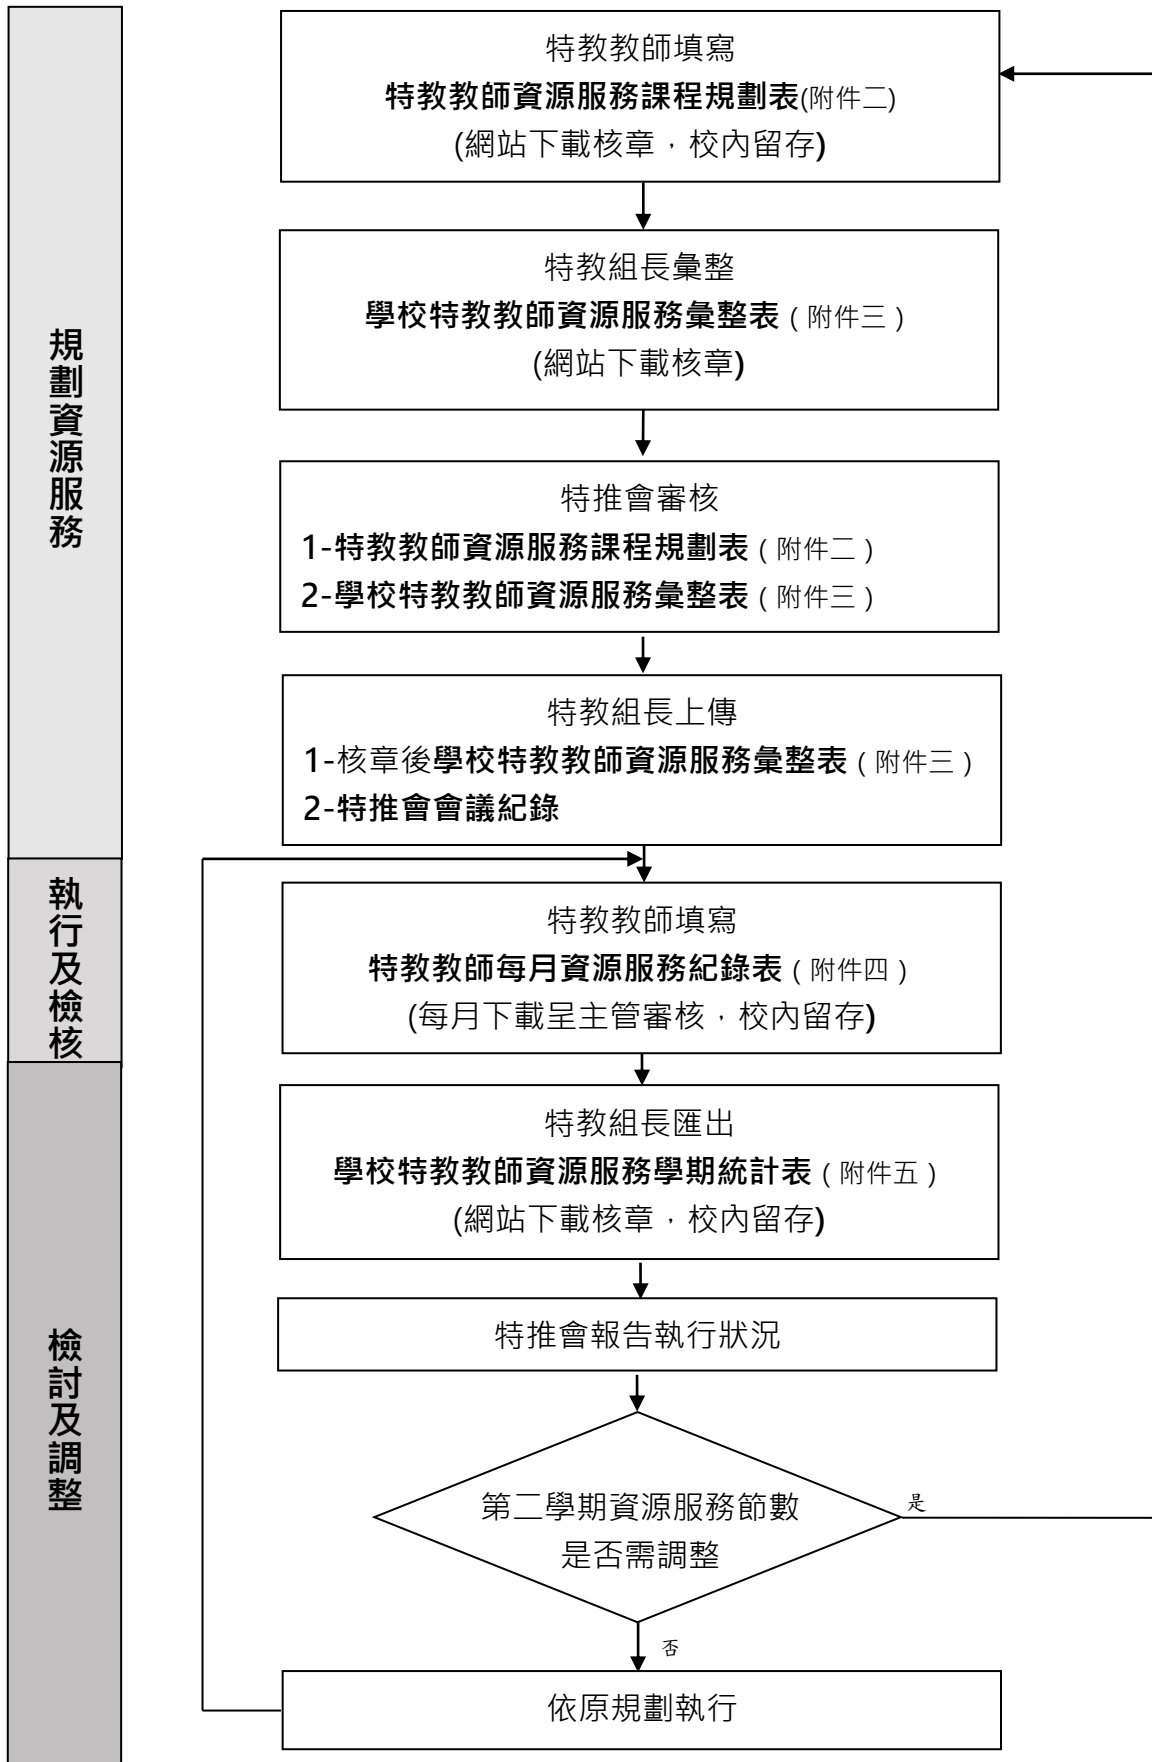 規劃資源服務
特教教師填寫
特教教師資源服務課程規劃表(附件二)
(網站下載核章，校內留存)
特教組長彙整
學校特教教師資源服務彙整表（附件三）
(網站下載核章)
特推會審核
1-特教教師資源服務課程規劃表（附件二）
2-學校特教教師資源服務彙整表（附件三）
特教組長上傳
1-核章後學校特教教師資源服務彙整表（附件三）
2-特推會會議紀錄
執行及檢核
特教教師填寫
特教教師每月資源服務紀錄表（附件四）
(每月下載呈主管審核，校內留存)
檢討及調整
特教組長匯出
學校特教教師資源服務學期統計表（附件五）
(網站下載核章，校內留存)
特推會報告執行狀況
第二學期資源服務節數
是否需調整
是
否
依原規劃執行